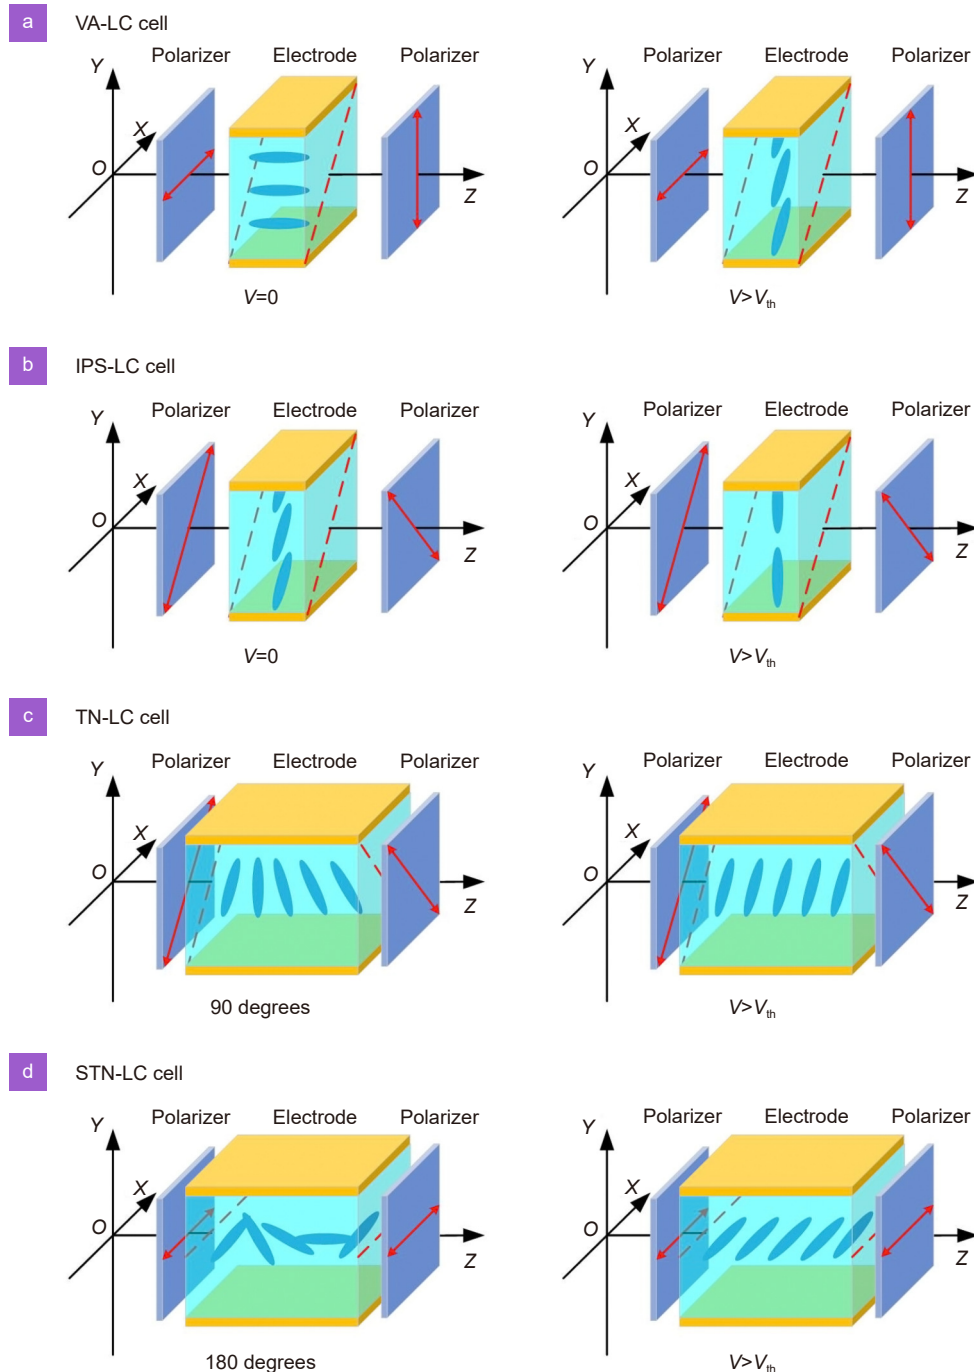 a VA-LC cell
Polarizer Electrode Polarizer Polarizer Electrode Polarizer
Y Y
X X
O O
Z Z
V=0 V>Vth
b IPS-LC cell
Polarizer Electrode Polarizer Polarizer Electrode Polarizer
Y Y
X X
O O
Z Z
V=0 V>Vth
c TN-LC cell
Polarizer Electrode Polarizer Polarizer Electrode Polarizer
Y Y
X X
O O
Z Z
90 degrees V>Vth
d STN-LC cell
Polarizer Electrode Polarizer Polarizer Electrode Polarizer
Y Y
X X
O O
Z Z
180 degrees V>Vth